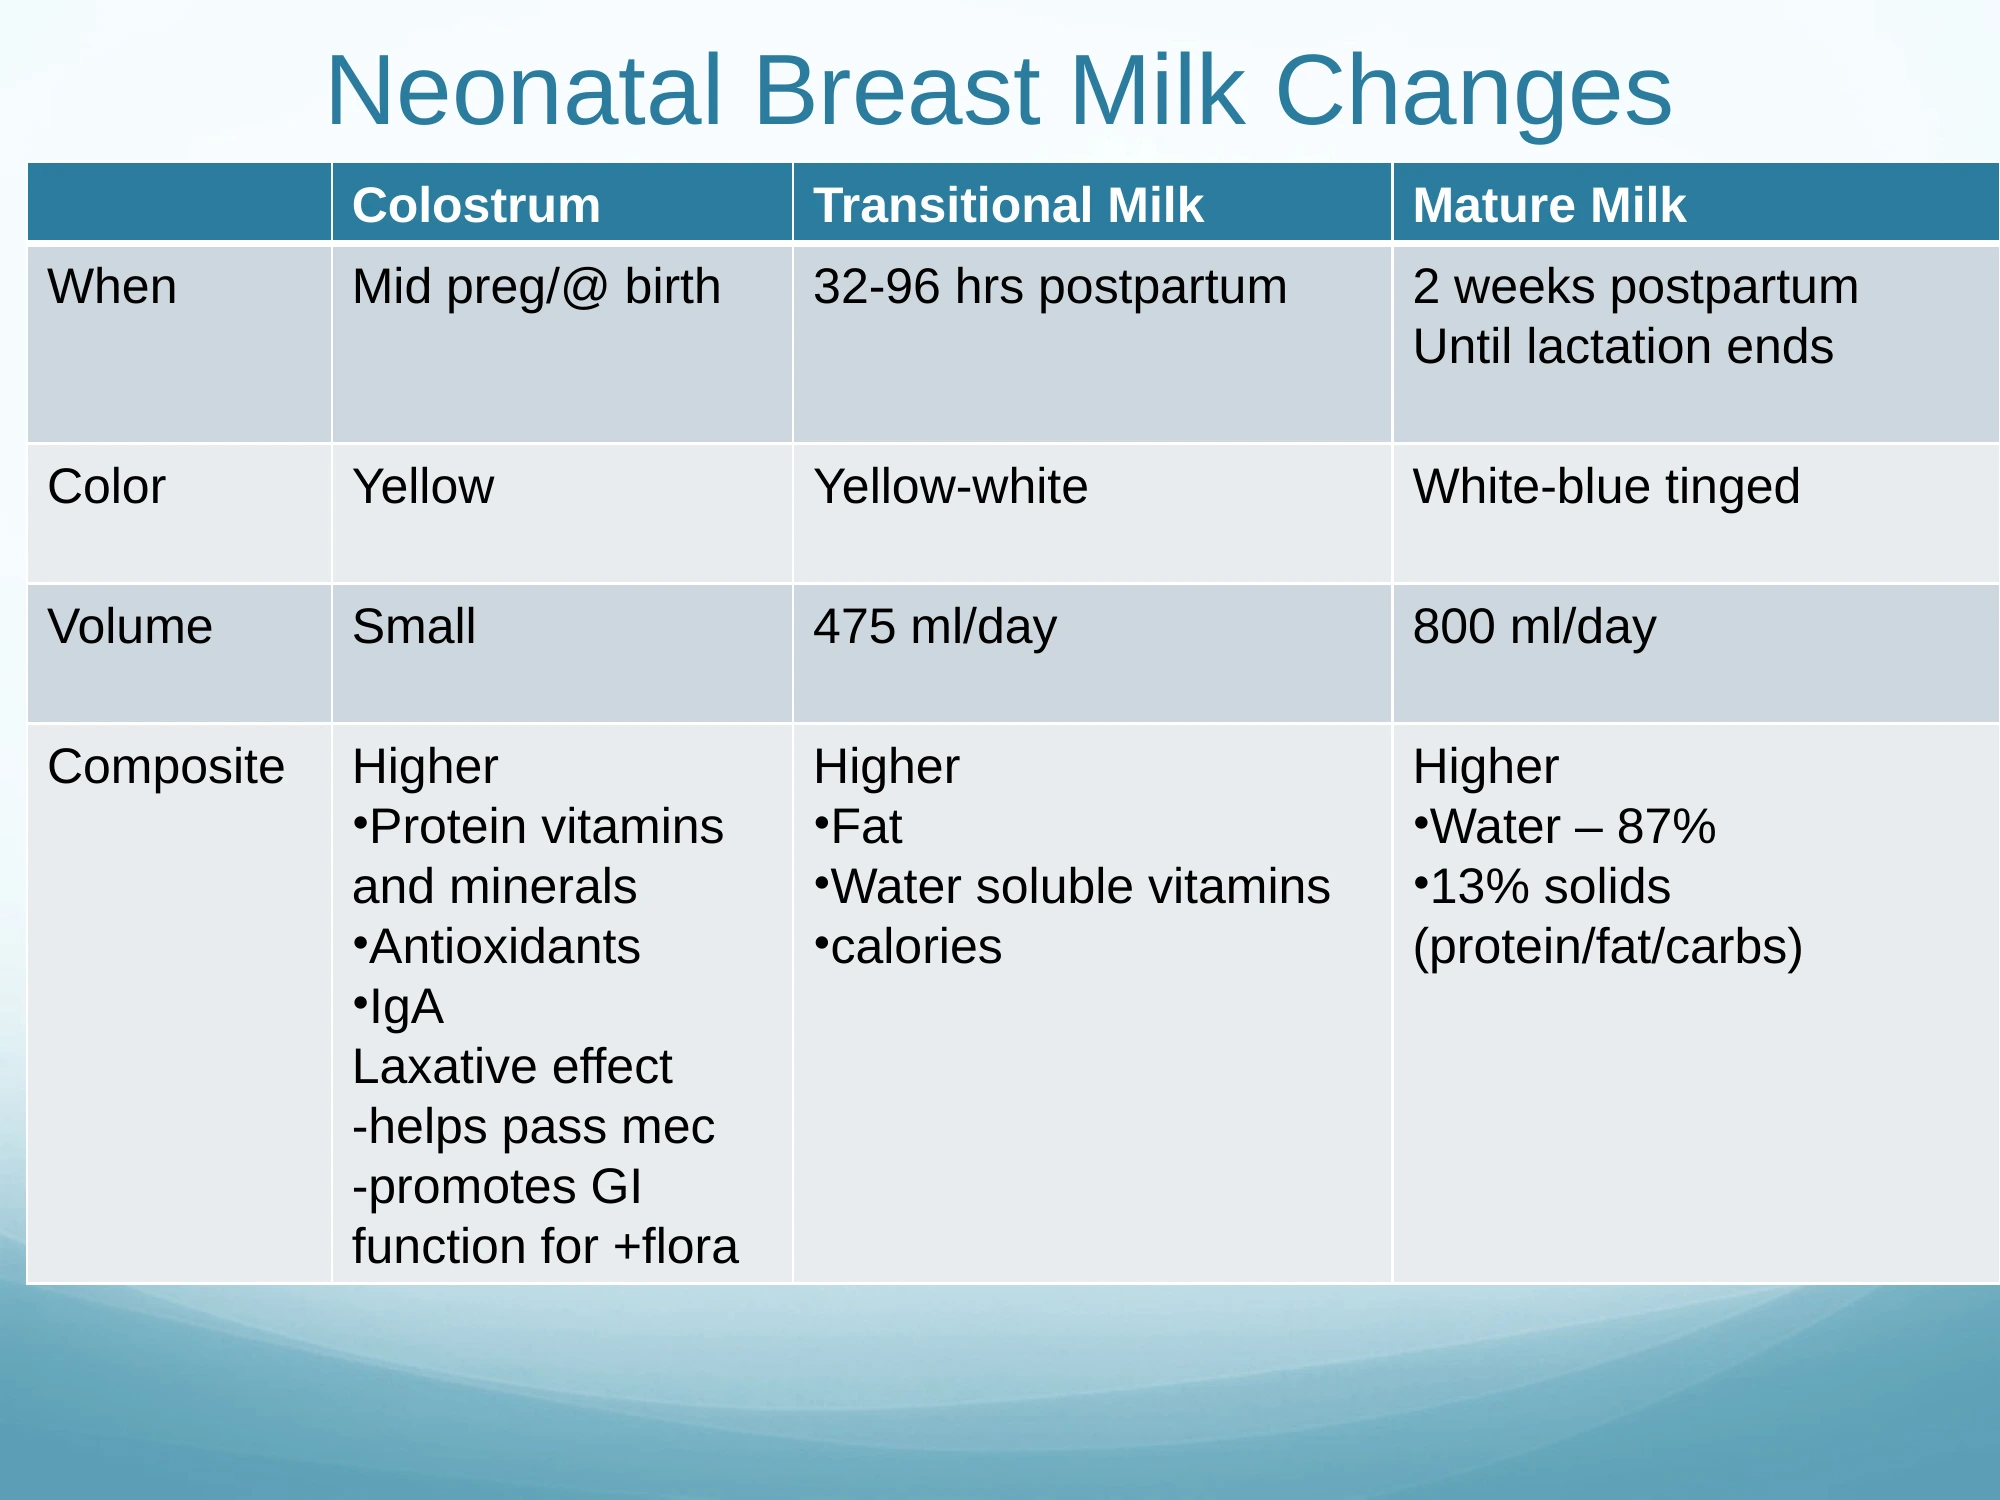 Neonatal Breast Milk Changes
Colostrum
Transitional Milk
Mature Milk
When
Mid preg/@ birth
32-96 hrs postpartum
2 weeks postpartum
Until lactation ends
Color
Yellow
Yellow-white
White-blue tinged
Volume
Small
475 ml/day
800 ml/day
Composite
Higher
•Protein vitamins
and minerals
•Antioxidants
•IgA
Laxative effect
-helps pass mec
-promotes GI
function for +flora
Higher
•Fat
•Water soluble vitamins
•calories
Higher
•Water – 87%
•13% solids
(protein/fat/carbs)